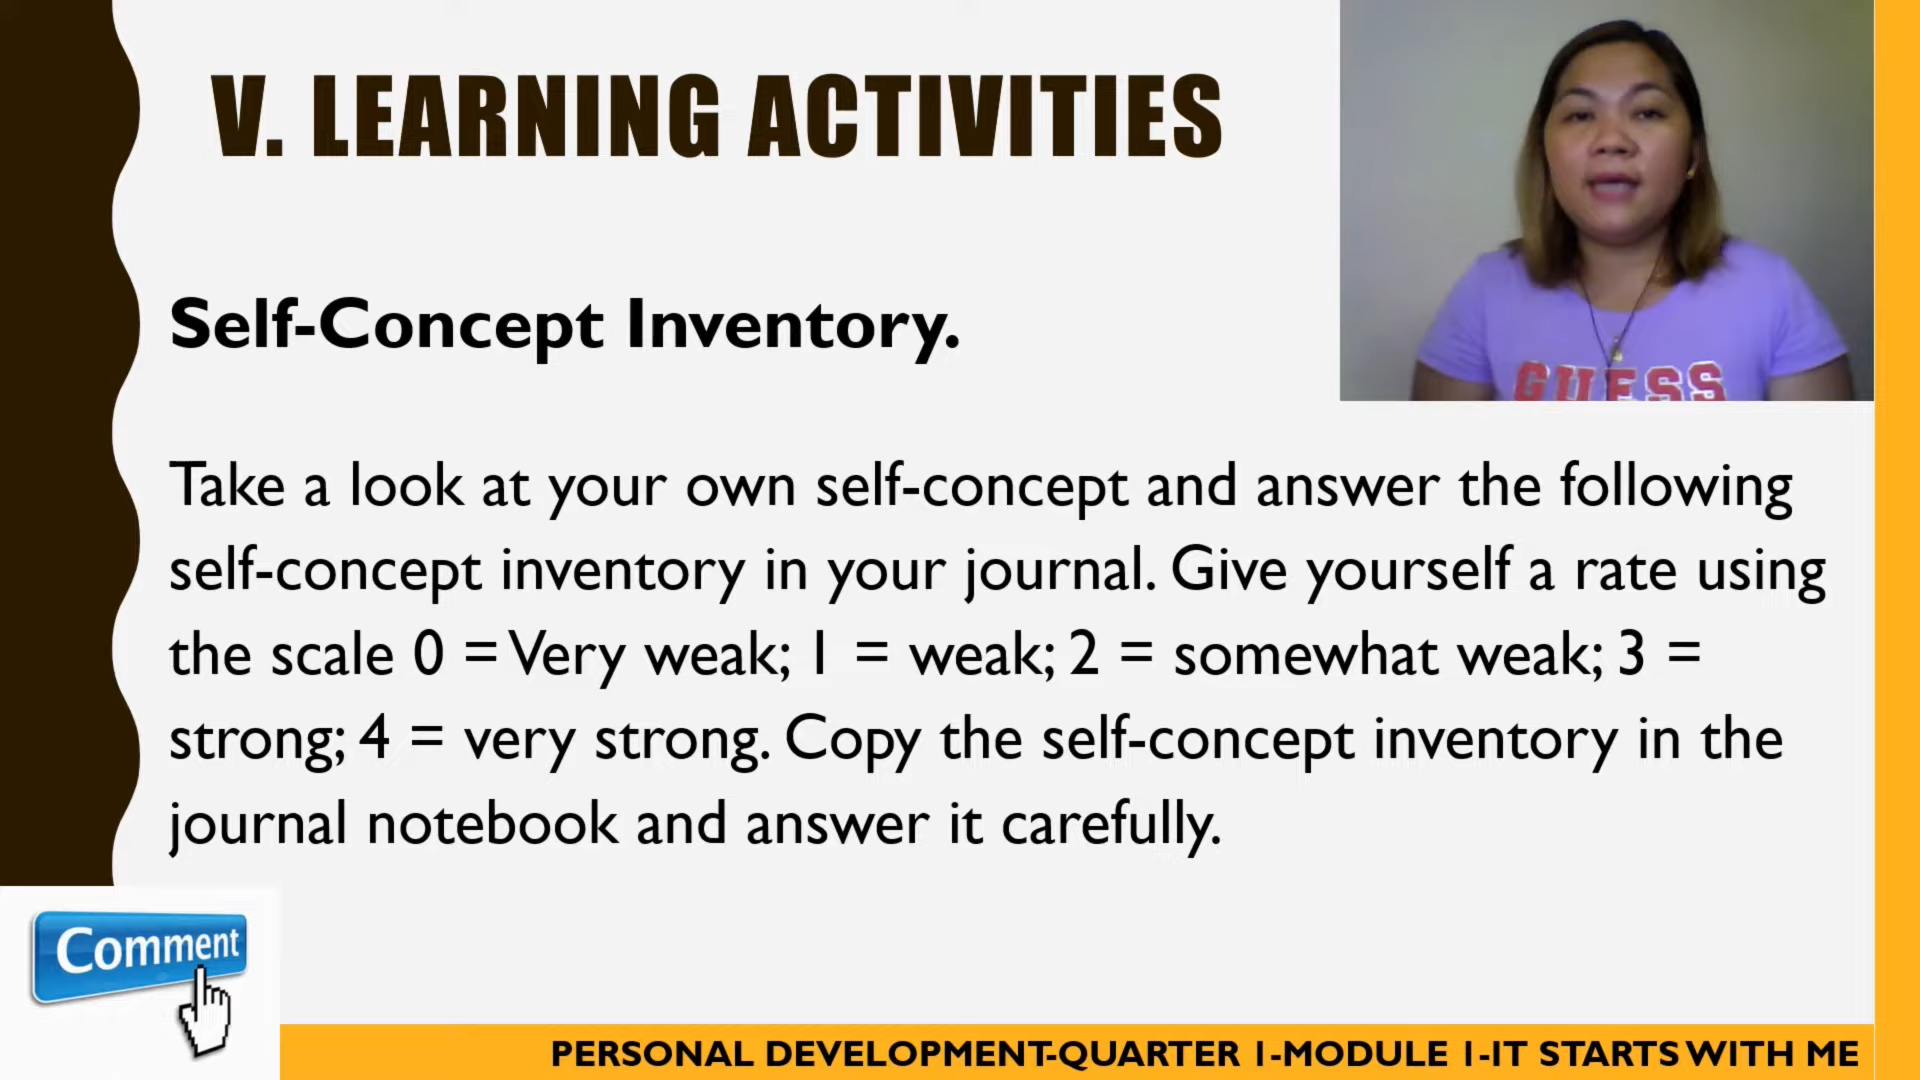 V. LEARNING ACTIVITIES
GUESS
Self-Concept Inventory.
Take a look at your own self-concept and answer the following
self-concept inventory in your journal. Give yourself a rate using
the scale 0 = Very weak; 1 = weak; 2 = somewhat weak; 3 =
strong; 4 = very strong. Copy the self-concept inventory in the
journal notebook and answer it carefully.
Comment
PERSONAL DEVELOPMENT-QUARTER 1-MODULE 1-IT STARTS WITH ME